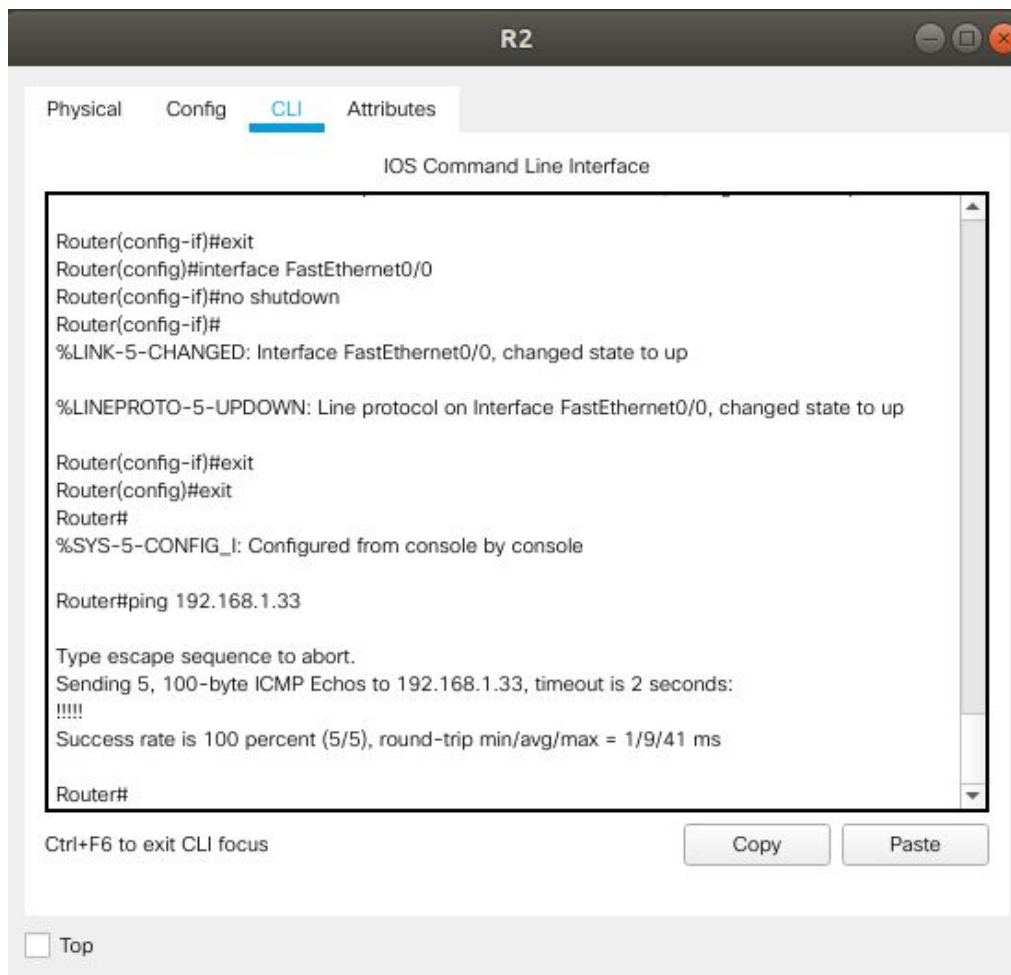 R2
Physical Config CLI Attributes
IOS Command Line Interface
Router(config-if)#exit
Router(config)#interface FastEthernet0/0
Router(config-if)#no shutdown
Router(config-if)#
%LINK-5-CHANGED: Interface FastEthernet0/0, changed state to up
%LINEPROTO-5-UPDOWN: Line protocol on Interface FastEthernet0/0, changed state to up
Router(config-if)#exit
Router(config)#exit
Router#
%SYS-5-CONFIG_I: Configured from console by console
Router#ping 192.168.1.33
Type escape sequence to abort.
Sending 5, 100-byte ICMP Echos to 192.168.1.33, timeout is 2 seconds:
!!!!!
Success rate is 100 percent (5/5), round-trip min/avg/max = 1/9/41 ms
Router#
Ctrl+F6 to exit CLI focus Copy Paste
Top